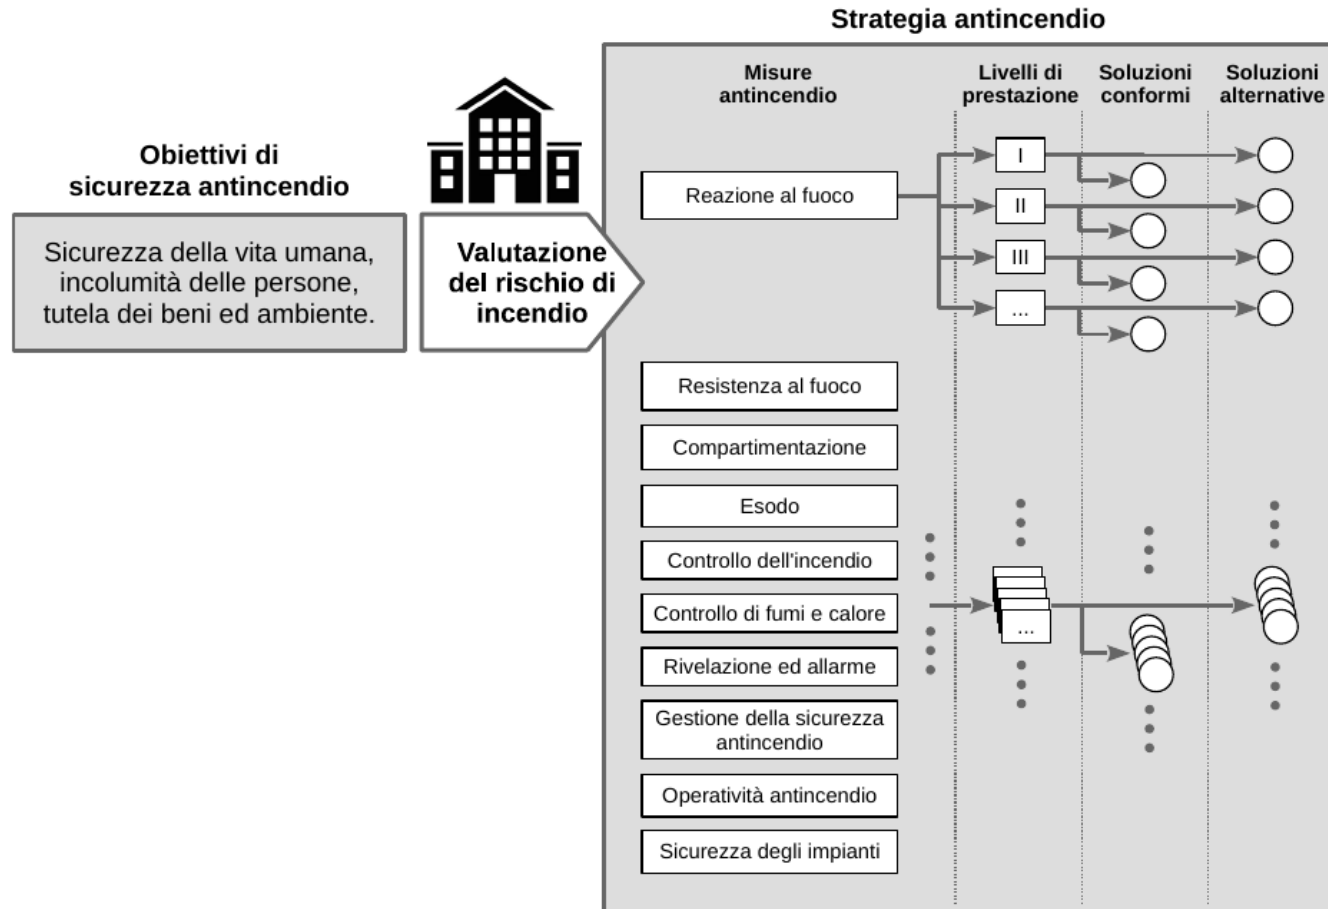 Strategia antincendio
Obiettivi di
sicurezza antincendio
Sicurezza della vita umana,
incolumità delle persone,
tutela dei beni ed ambiente.
Valutazione
del rischio di
incendio
Misure
antincendio
Livelli di
prestazione
Soluzioni
conformi
Soluzioni
alternative
Reazione al fuoco
I
II
III
...
Resistenza al fuoco
Compartimentazione
Esodo
Controllo dell'incendio
Controllo di fumi e calore
...
Rivelazione ed allarme
Gestione della sicurezza
antincendio
Operatività antincendio
Sicurezza degli impianti